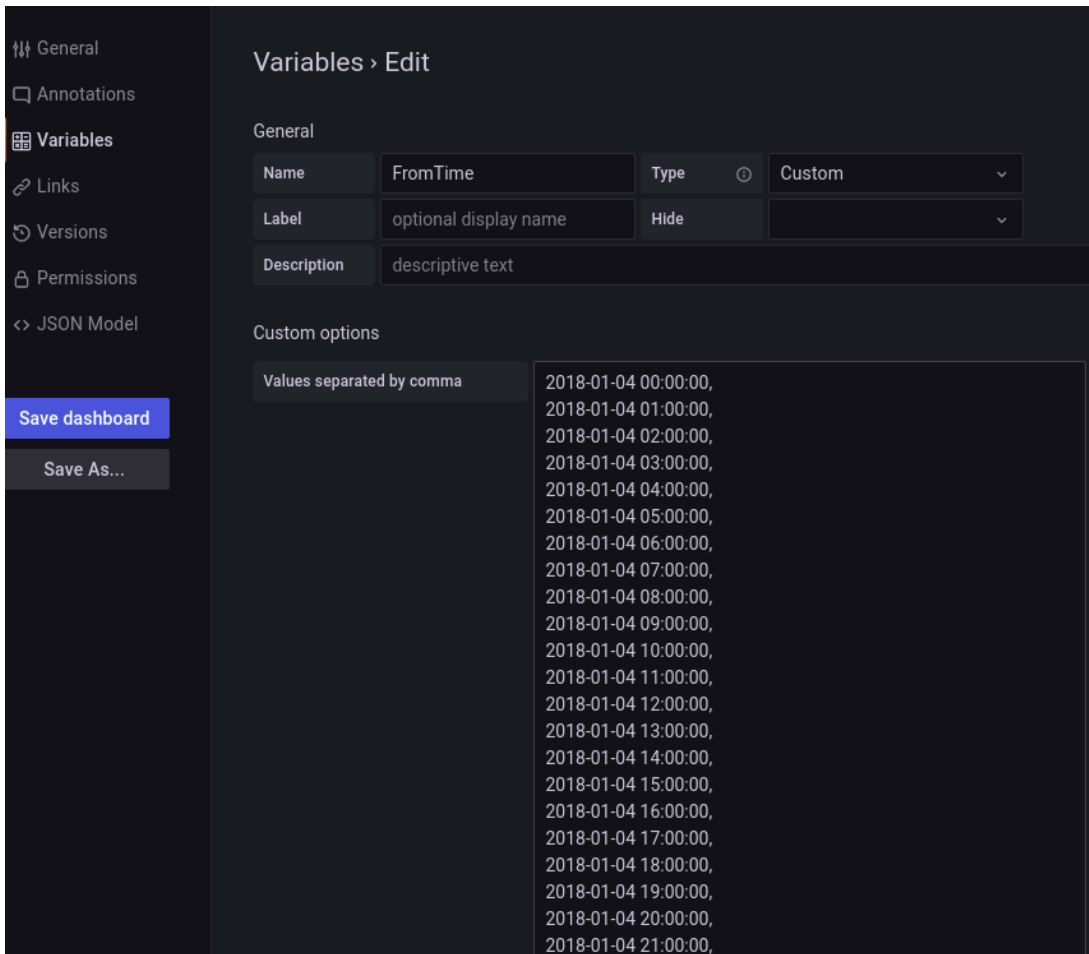 General
Annotations
Variables
Links
Versions
Permissions
JSON Model
Save dashboard
Save As...
Variables › Edit
General
Name FromTime Type Custom
Label optional display name Hide
Description descriptive text
Custom options
Values separated by comma
2018-01-04 00:00:00,
2018-01-04 01:00:00,
2018-01-04 02:00:00,
2018-01-04 03:00:00,
2018-01-04 04:00:00,
2018-01-04 05:00:00,
2018-01-04 06:00:00,
2018-01-04 07:00:00,
2018-01-04 08:00:00,
2018-01-04 09:00:00,
2018-01-04 10:00:00,
2018-01-04 11:00:00,
2018-01-04 12:00:00,
2018-01-04 13:00:00,
2018-01-04 14:00:00,
2018-01-04 15:00:00,
2018-01-04 16:00:00,
2018-01-04 17:00:00,
2018-01-04 18:00:00,
2018-01-04 19:00:00,
2018-01-04 20:00:00,
2018-01-04 21:00:00,